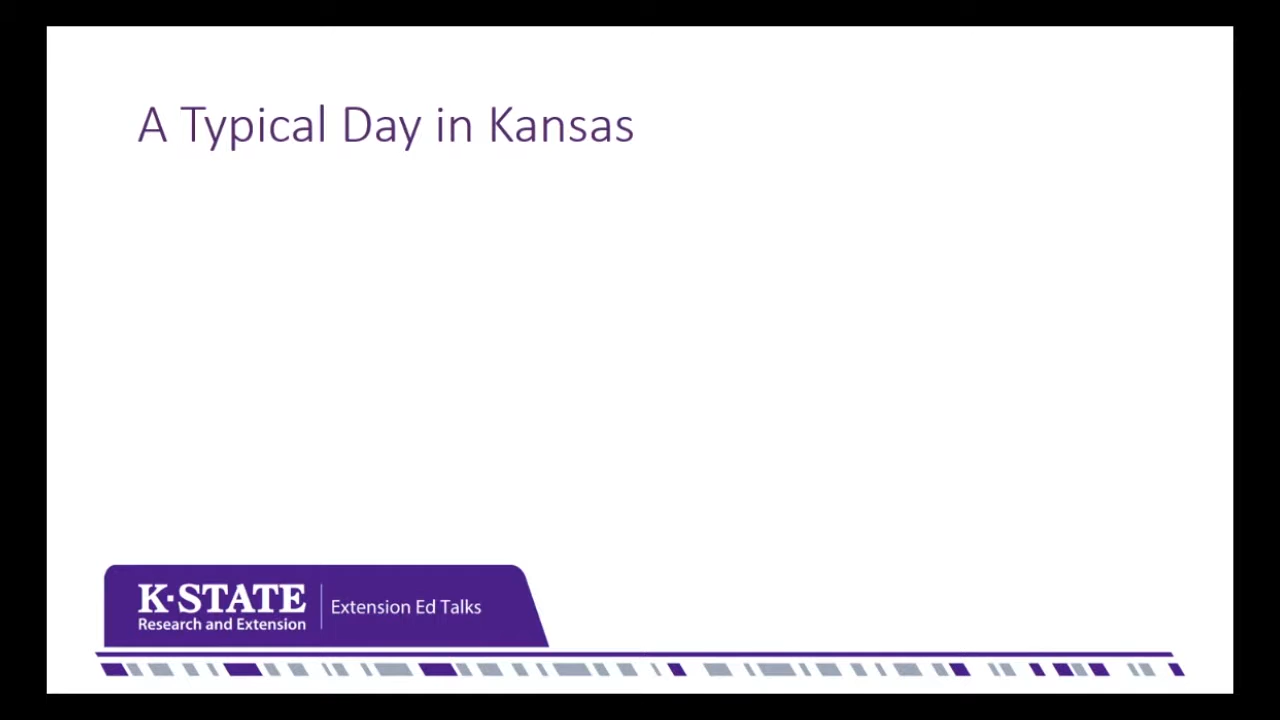 A Typical Day in Kansas
K-STATE
Research and Extension
Extension Ed Talks